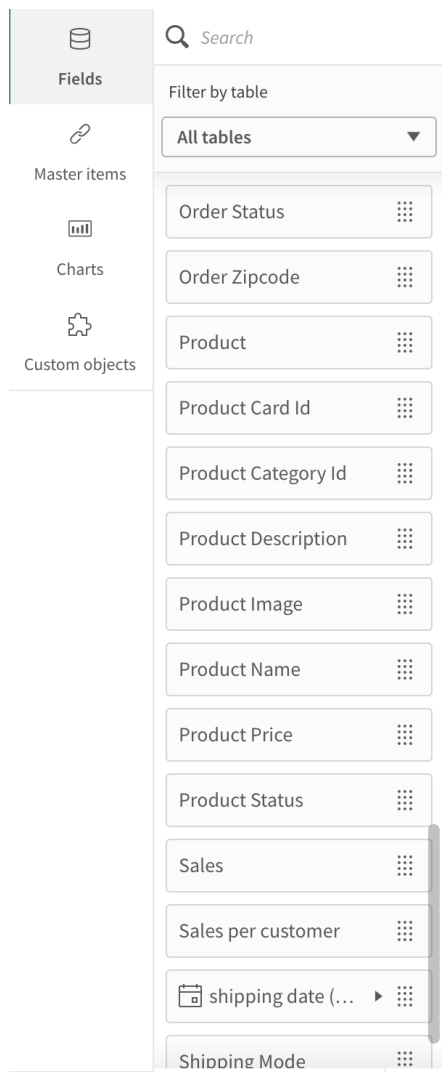 Fields
Master items
Charts
Custom objects
Search
Filter by table
All tables
Order Status
Order Zipcode
Product
Product Card Id
Product Category Id
Product Description
Product Image
Product Name
Product Price
Product Status
Sales
Sales per customer
shipping date (...
Shipping Mode